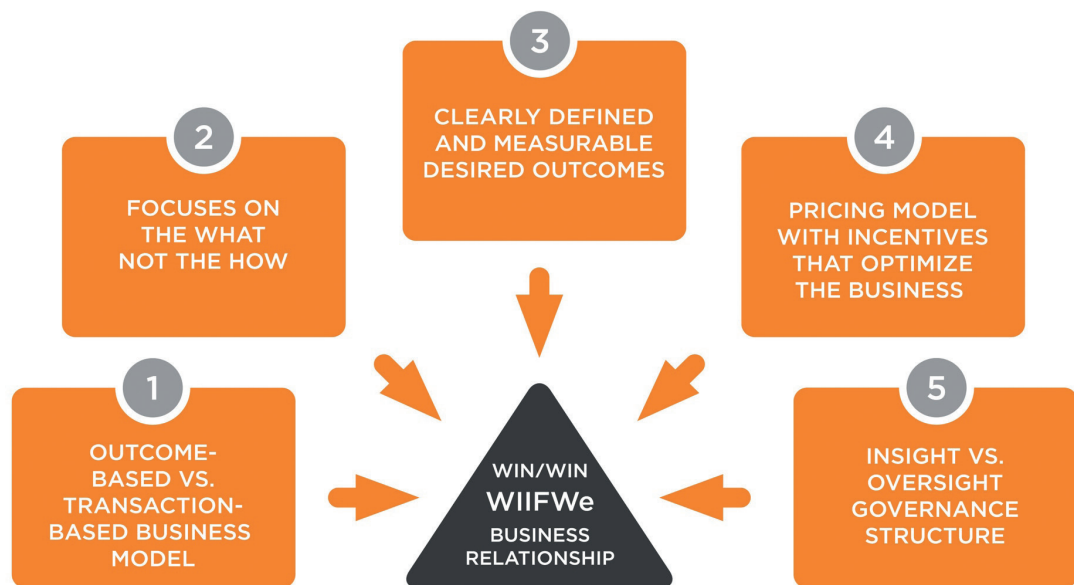 1
OUTCOME-
BASED VS.
TRANSACTION-
BASED BUSINESS
MODEL
2
FOCUSES ON
THE WHAT
NOT THE HOW
3
CLEARLY DEFINED
AND MEASURABLE
DESIRED OUTCOMES
4
PRICING MODEL
WITH INCENTIVES
THAT OPTIMIZE
THE BUSINESS
5
INSIGHT VS.
OVERSIGHT
GOVERNANCE
STRUCTURE
WIN/WIN
WIIFWe
BUSINESS
RELATIONSHIP